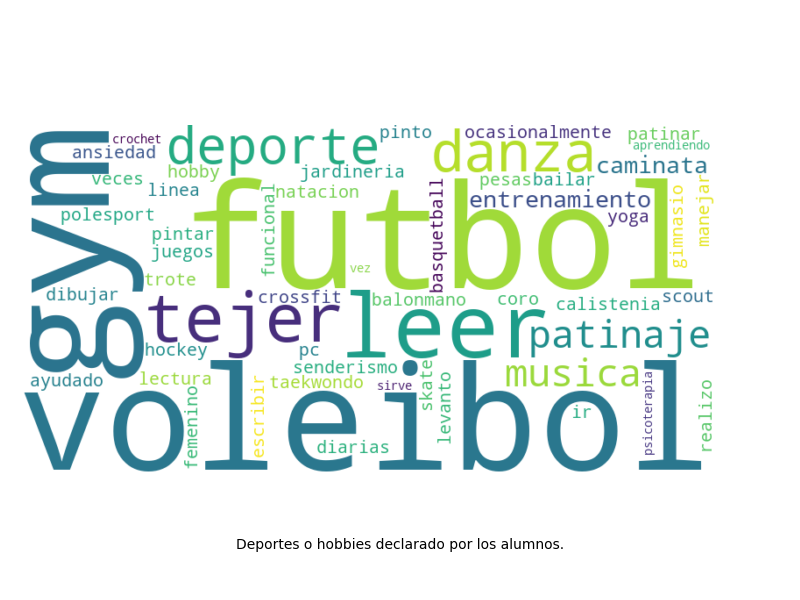 crochet
pinto
ocasionalmente
patinar
deporte
danza
aprendiendo
ansiedad
caminata
veces
hobby
jardineria
pesas
bailar
linea
natacion
entrenamiento
gimnasio
manejar
gym
futbol
funcional
basquetball
polesport
yoga
pintar
juegos
vez
trote
dibujar
crossfit
balonmano
coro
calistenia
scout
tejer
leer
patinaje
hockey
pc
senderismo
musica
ayudado
lectura
taekwondo
sirve
skate
levanto
psicoterapia
realizo
femenino
escribir
voleibol
ir
diarias
Deportes o hobbies declarado por los alumnos.